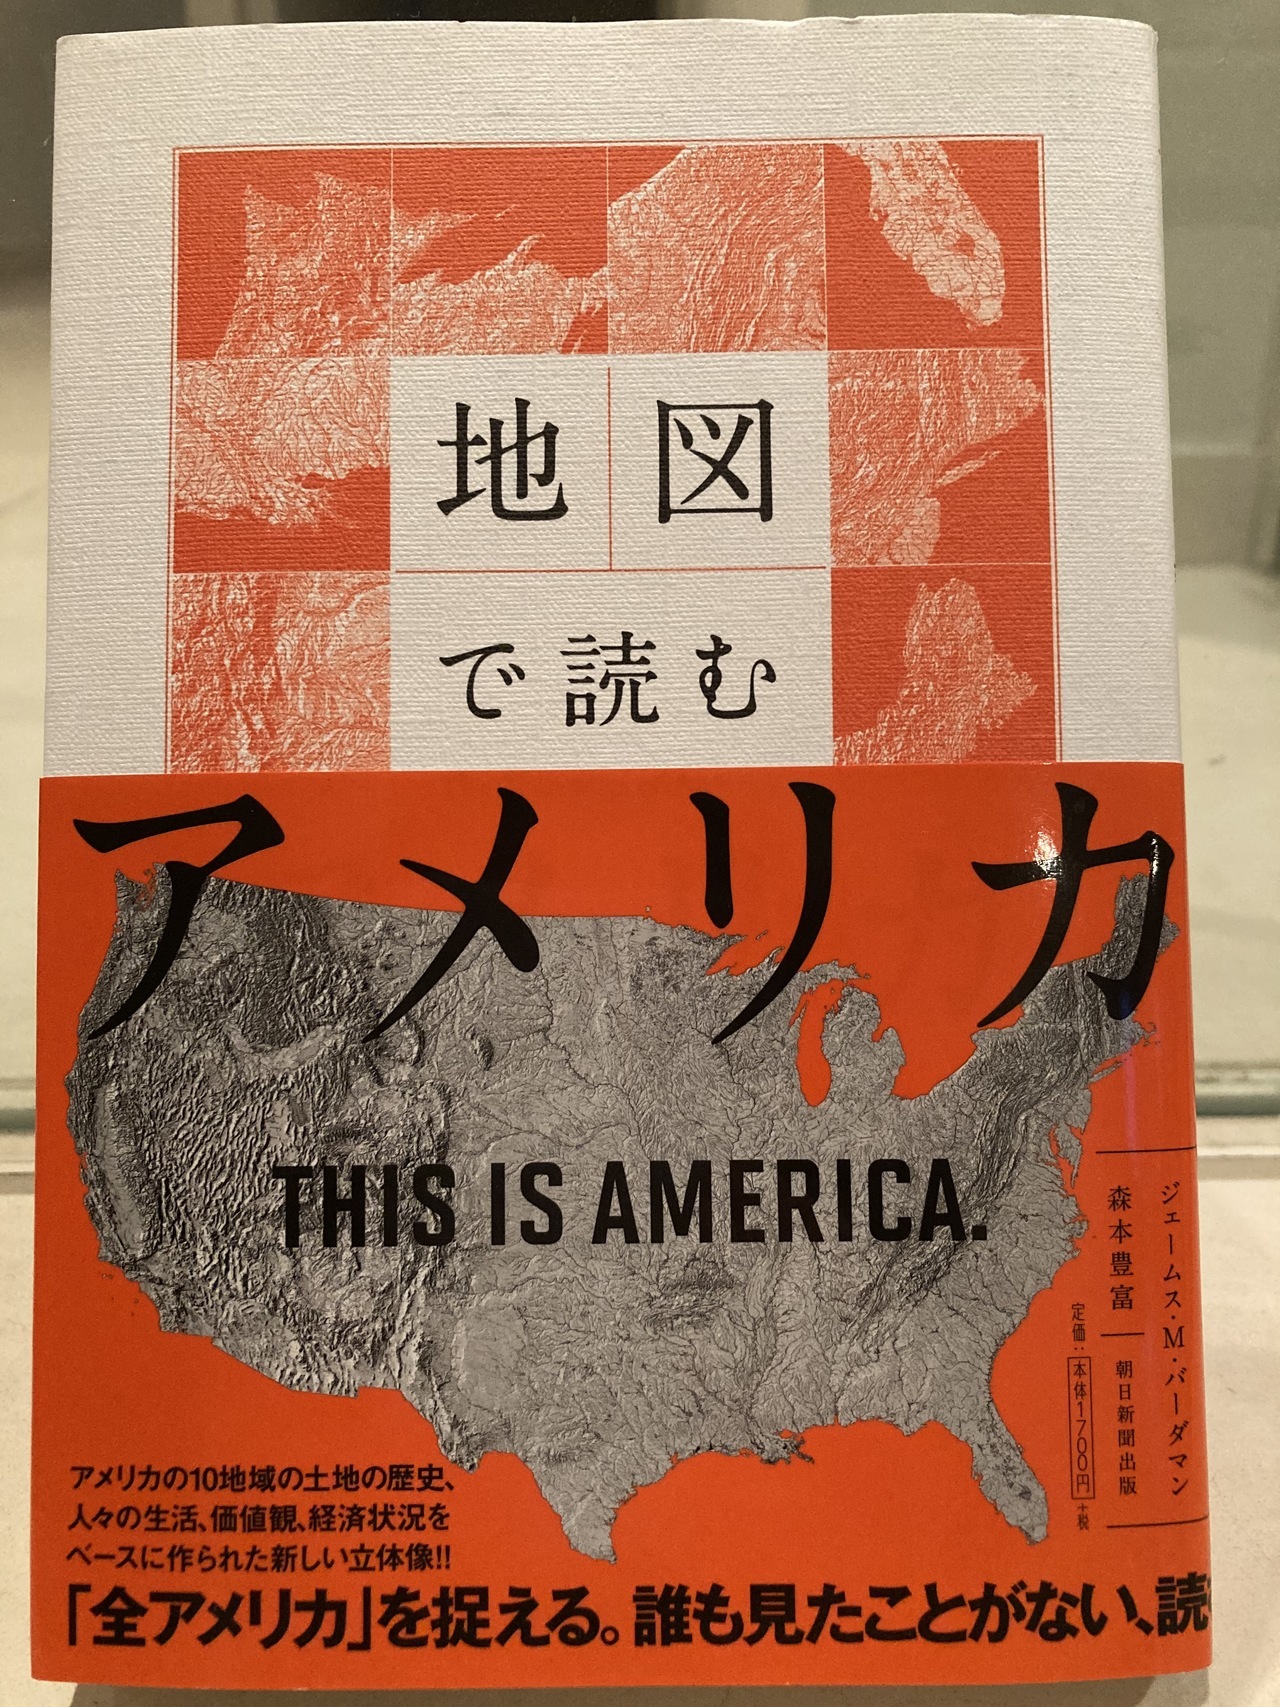 地図
で読む
アメリカ
THIS IS AMERICA.
ジェームス・M・バーダマン
森本豊富
朝日新聞出版
定価:本体1700円+税
アメリカの10地域の土地の歴史、
人々の生活、価値観、経済状況を
ベースに作られた新しい立体像!!
「全アメリカ」を捉える。誰も見たことがない、読